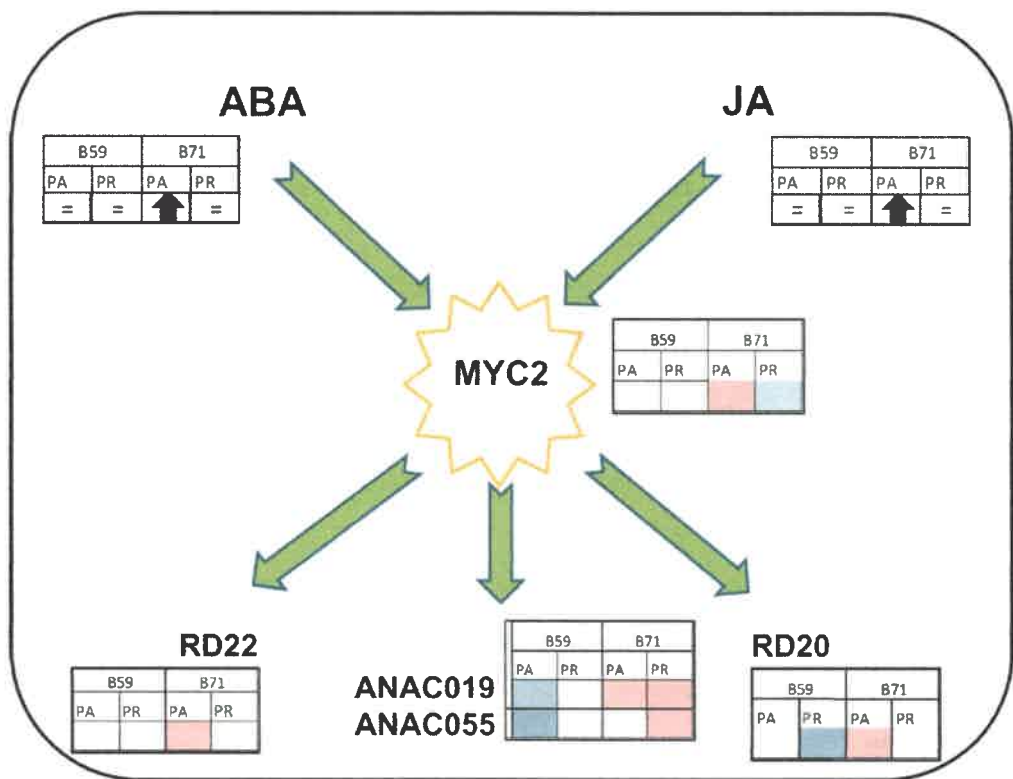 ABA
JA
B59 B71
PA PR PA PR
= = =
B59 B71
PA PR PA PR
= = =
MYC2
B59 B71
PA PR PA PR
RD22
B59 B71
PA PR PA PR
ANAC019
ANAC055
B59 B71
PA PR PA PR
RD20
B59 B71
PA PR PA PR